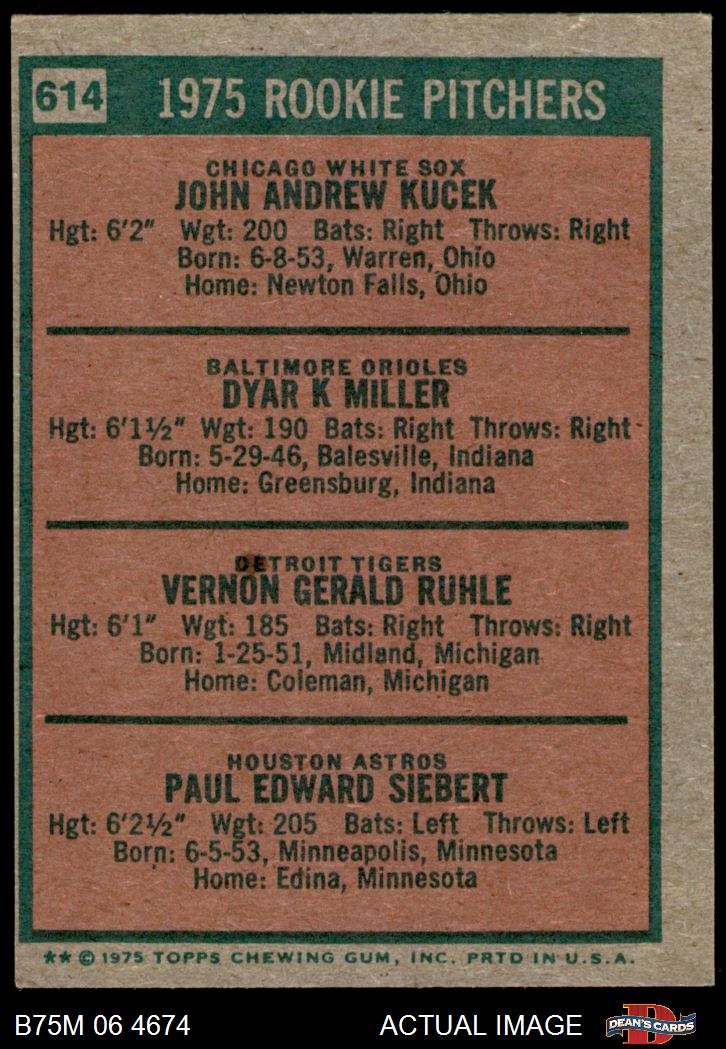 614 1975 ROOKIE PITCHERS
CHICAGO WHITE SOX
JOHN ANDREW KUCEK
Hgt: 6'2" Wgt: 200 Bats: Right Throws: Right
Born: 6-8-53, Warren, Ohio
Home: Newton Falls, Ohio
BALTIMORE ORIOLES
DYAR K MILLER
Hgt: 6'1½" Wgt: 190 Bats: Right Throws: Right
Born: 5-29-46, Balesville, Indiana
Home: Greensburg, Indiana
DETROIT TIGERS
VERNON GERALD RUHLE
Hgt: 6'1" Wgt: 185 Bats: Right Throws: Right
Born: 1-25-51, Midland, Michigan
Home: Coleman, Michigan
HOUSTON ASTROS
PAUL EDWARD SIEBERT
Hgt: 6'2½" Wgt: 205 Bats: Left Throws: Left
Born: 6-5-53, Minneapolis, Minnesota
Home: Edina, Minnesota
** © 1975 TOPPS CHEWING GUM, INC. PRTD IN U.S.A.
B75M 06 4674 ACTUAL IMAGE D DEAN'S CARDS